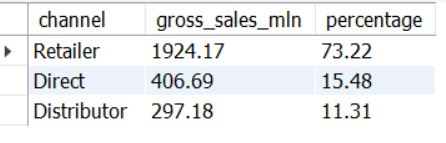 channel gross_sales_mln percentage
Retailer 1924.17 73.22
Direct 406.69 15.48
Distributor 297.18 11.31